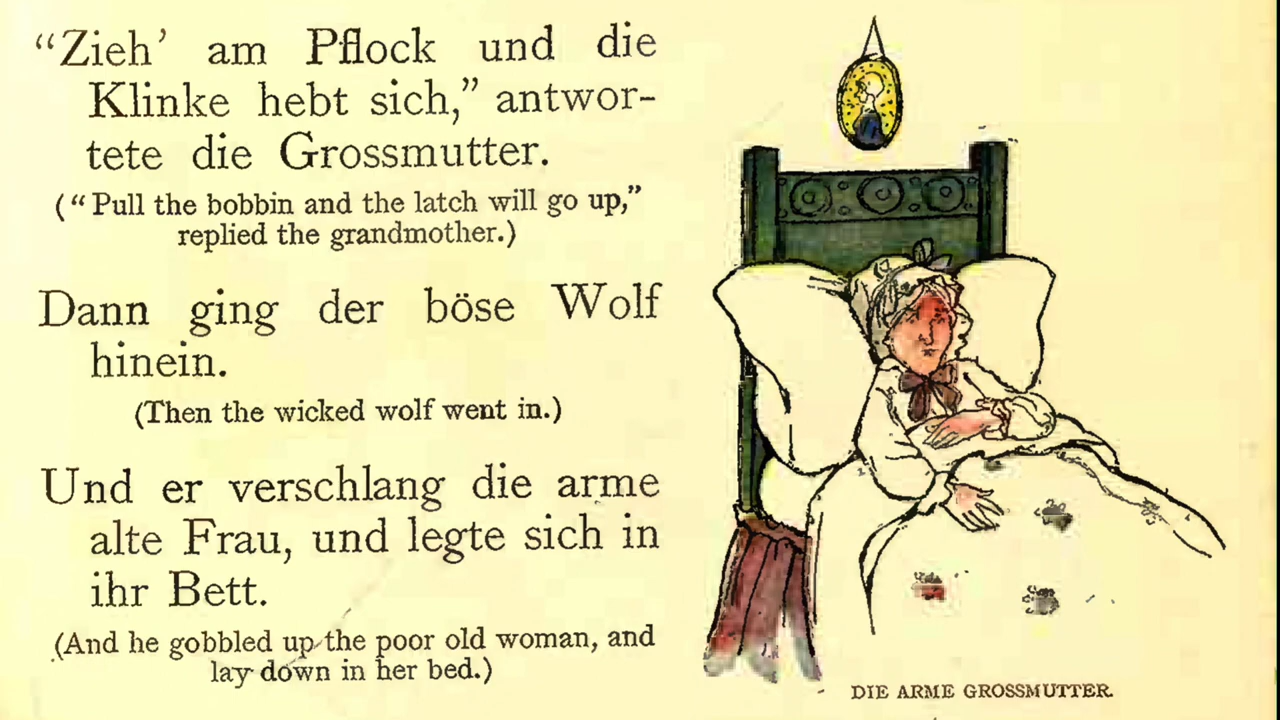 “Zieh’ am Pflock und die
Klinke hebt sich,” antwor-
tete die Grossmutter.
(“Pull the bobbin and the latch will go up,”
replied the grandmother.)
Dann ging der böse Wolf
hinein.
(Then the wicked wolf went in.)
Und er verschlang die arme
alte Frau, und legte sich in
ihr Bett.
(And he gobbled up the poor old woman, and
lay down in her bed.)
DIE ARME GROSSMUTTER.